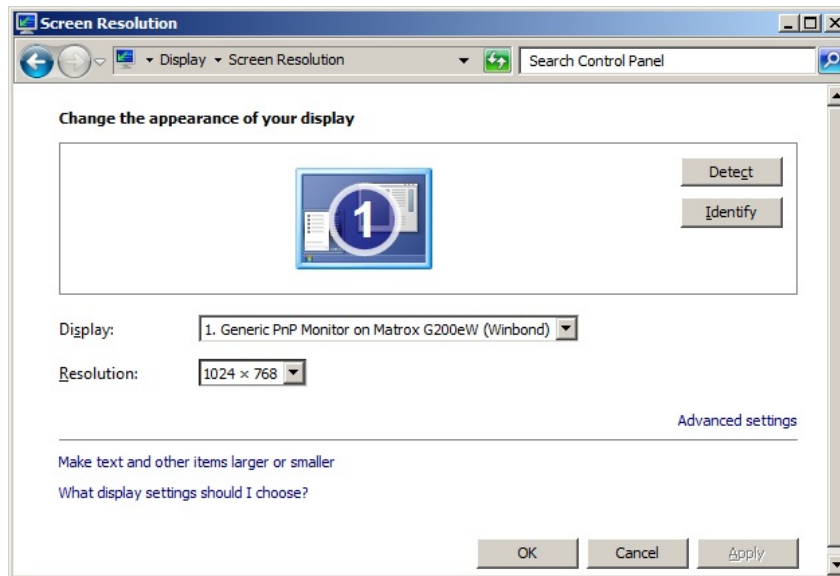 Screen Resolution
Display Screen Resolution
Search Control Panel
Change the appearance of your display
1
Detect
Identify
Display:
1. Generic PnP Monitor on Matrox G200eW (Winbond)
Resolution:
1024 × 768
Advanced settings
Make text and other items larger or smaller
What display settings should I choose?
OK Cancel Apply